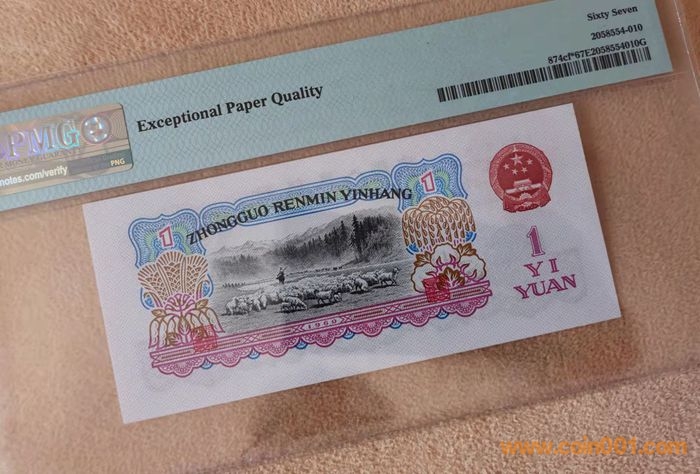 Sixty Seven
2058554-010
874cf*67E2058554010G
Exceptional Paper Quality
PMG
PNG
notes.com/verify
ZHONGGUO RENMIN YINHANG
1
1
1
YI
YUAN
1960
www.coin001.com